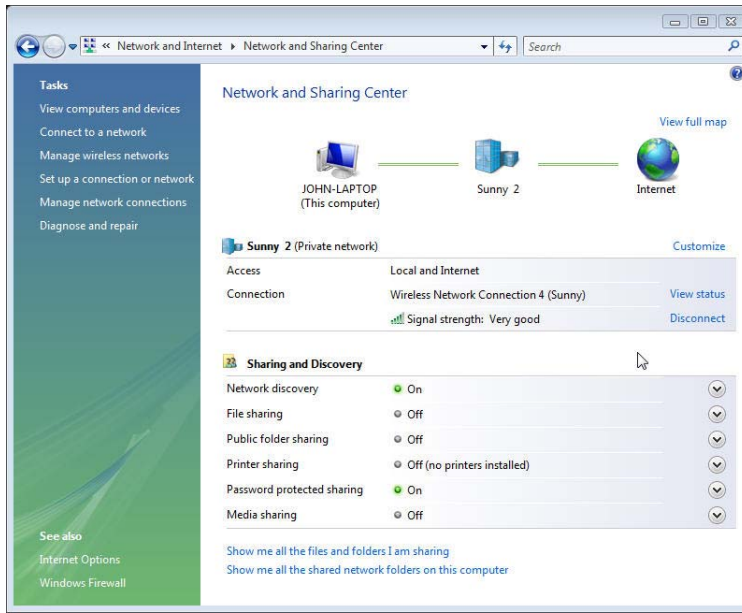 « Network and Internet ▸ Network and Sharing Center
Search
Tasks
View computers and devices
Connect to a network
Manage wireless networks
Set up a connection or network
Manage network connections
Diagnose and repair
See also
Internet Options
Windows Firewall
Network and Sharing Center
View full map
JOHN-LAPTOP
(This computer)
Sunny 2
Internet
Sunny 2 (Private network) Customize
Access Local and Internet
Connection Wireless Network Connection 4 (Sunny) View status
Signal strength: Very good Disconnect
Sharing and Discovery
Network discovery On
File sharing Off
Public folder sharing Off
Printer sharing Off (no printers installed)
Password protected sharing On
Media sharing Off
Show me all the files and folders I am sharing
Show me all the shared network folders on this computer